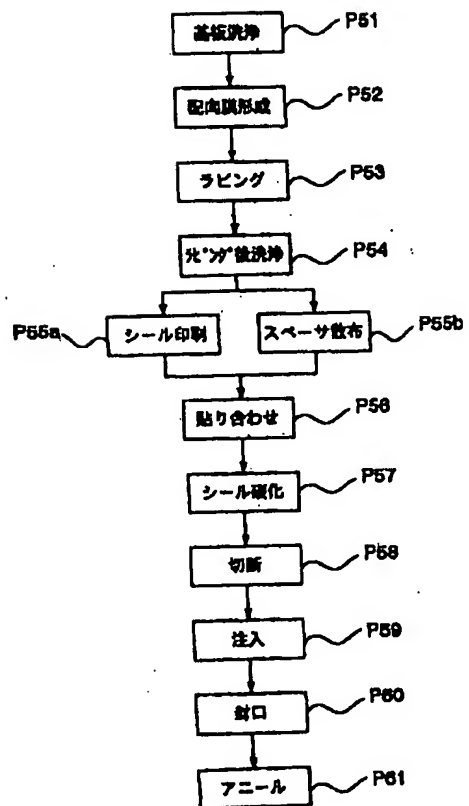 基板洗浄 P51
配向膜形成 P52
ラビング P53
ラビング後洗浄 P54
P55a シール印刷 スペーサ散布 P55b
貼り合わせ P56
シール硬化 P57
切断 P58
注入 P59
封口 P60
アニール P61